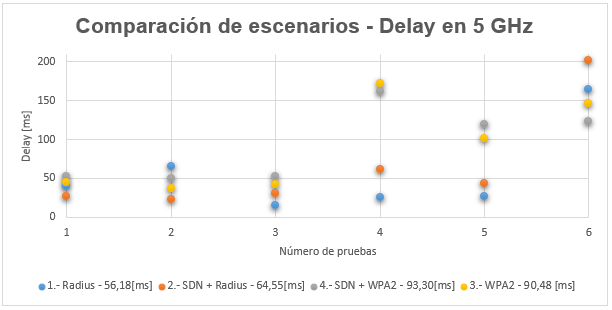 Comparación de escenarios - Delay en 5 GHz
200
150
100
50
0
Delay [ms]
1 2 3 4 5 6
Número de pruebas
1.- Radius - 56,18[ms] 2.- SDN + Radius - 64,55[ms] 4.- SDN + WPA2 - 93,30[ms] 3.- WPA2 - 90,48 [ms]